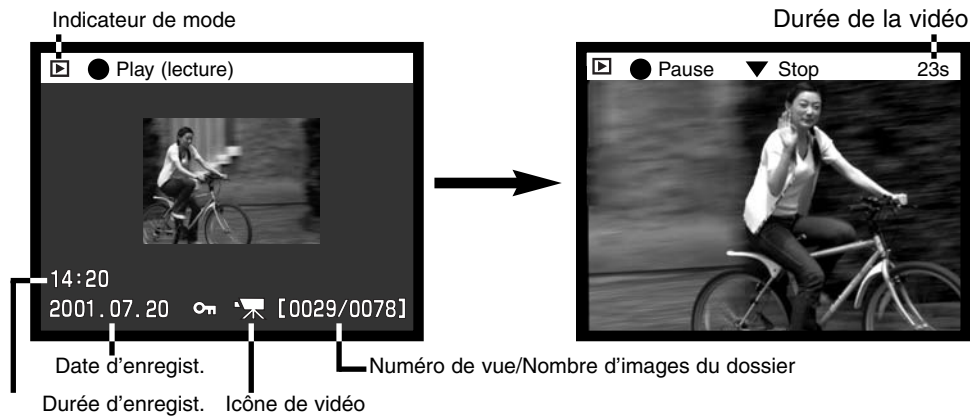 Indicateur de mode
Durée de la vidéo
Play (lecture)
Pause Stop 23s
14:20
2001.07.20 [0029/0078]
Date d'enregist.
Numéro de vue/Nombre d'images du dossier
Durée d'enregist. Icône de vidéo